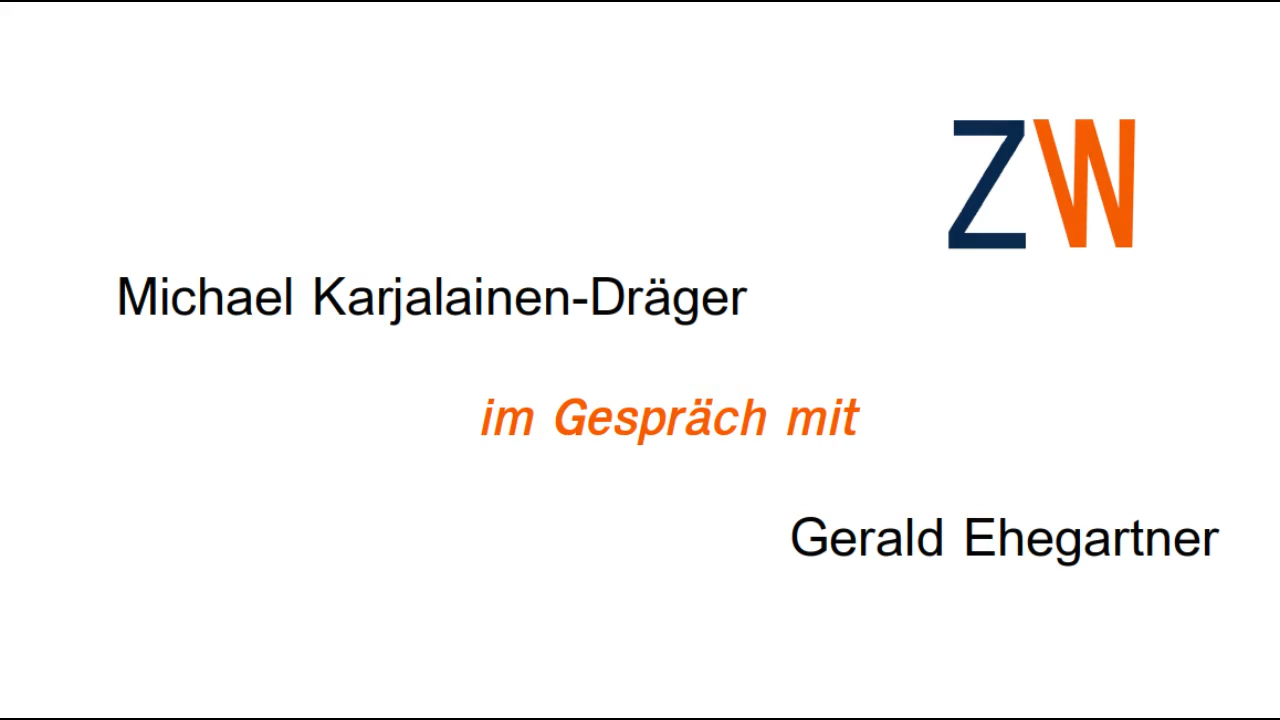 ZW
Michael Karjalainen-Dräger
im Gespräch mit
Gerald Ehegartner